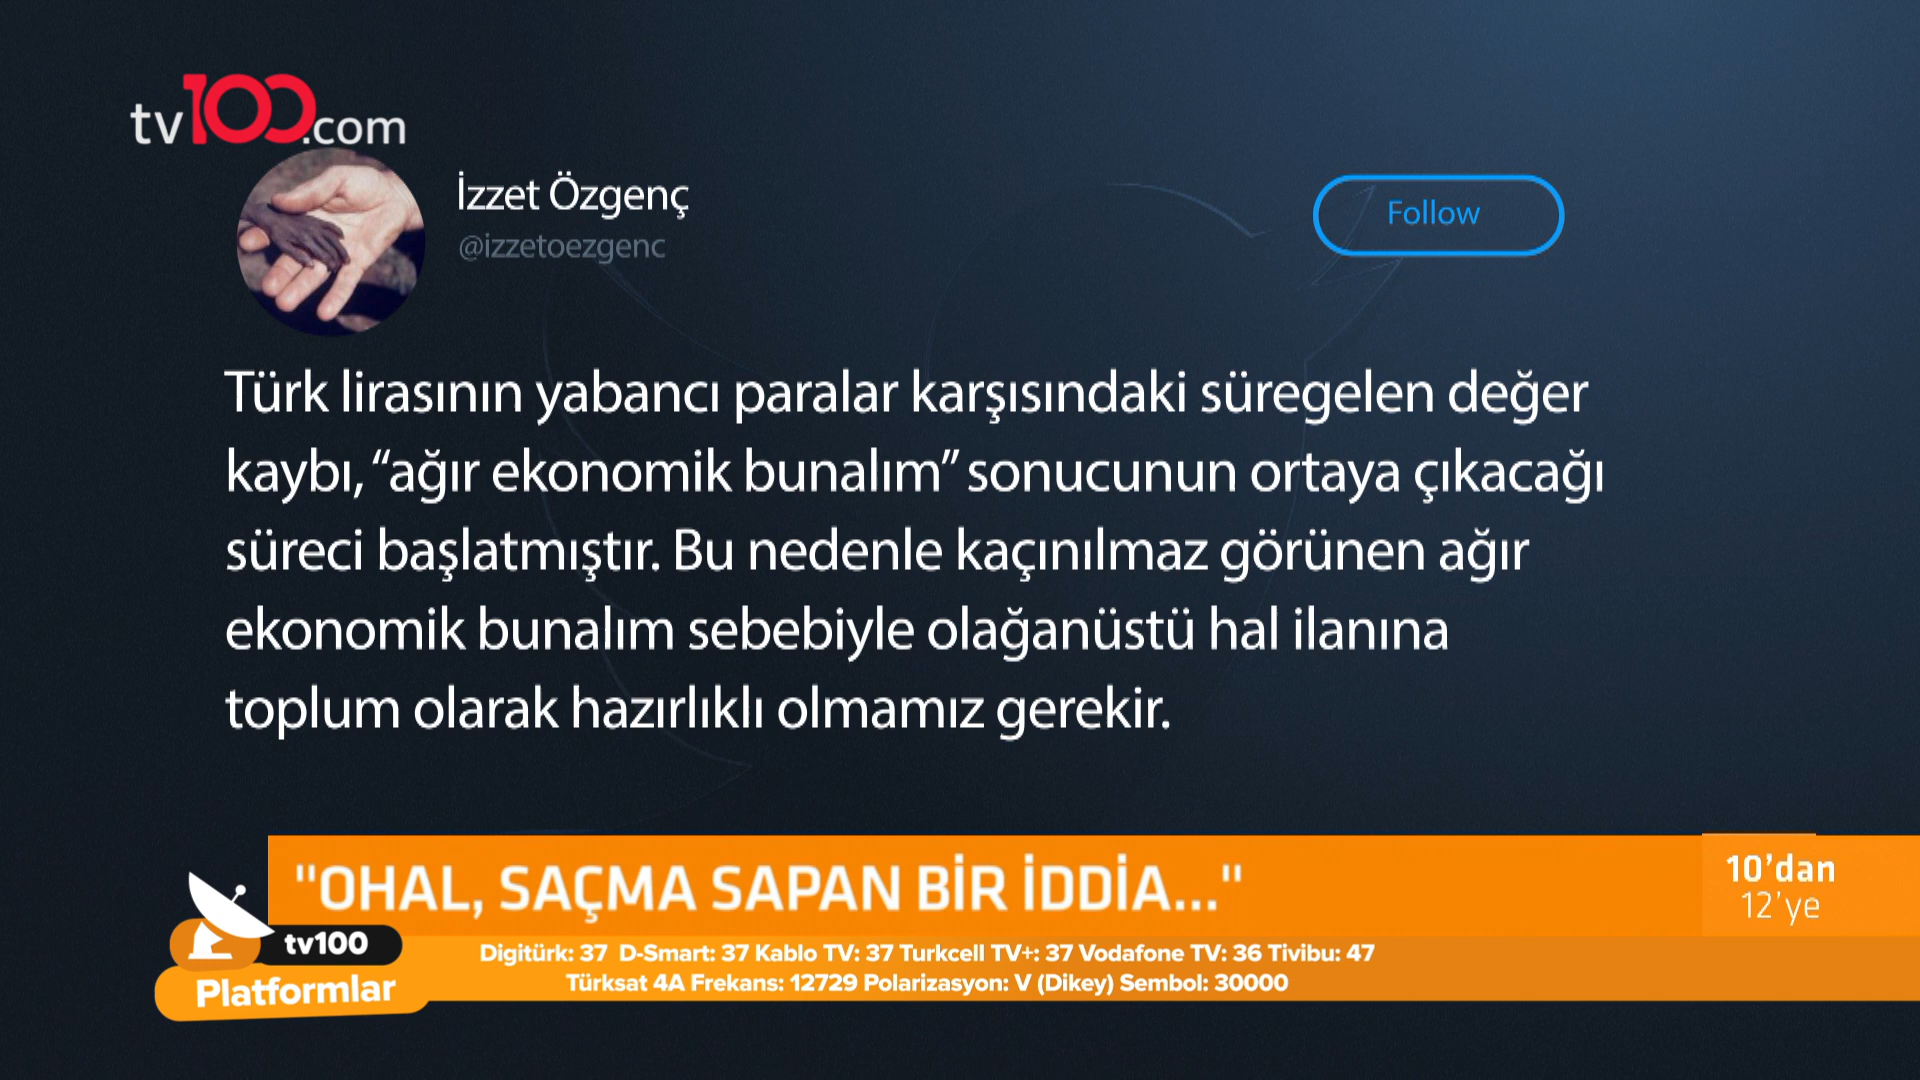 tv100.com
İzzet Özgenç
@izzetoezgenc
Follow
Türk lirasının yabancı paralar karşısındaki süregelen değer
kaybı, “ağır ekonomik bunalım” sonucunun ortaya çıkacağı
süreci başlatmıştır. Bu nedenle kaçınılmaz görünen ağır
ekonomik bunalım sebebiyle olağanüstü hal ilanına
toplum olarak hazırlıklı olmamız gerekir.
"OHAL, SAÇMA SAPAN BİR İDDİA..."
10’dan
12’ye
tv100
Platformlar
Digitürk: 37 D-Smart: 37 Kablo TV: 37 Turkcell TV+: 37 Vodafone TV: 36 Tivibu: 47
Türksat 4A Frekans: 12729 Polarizasyon: V (Dikey) Sembol: 30000